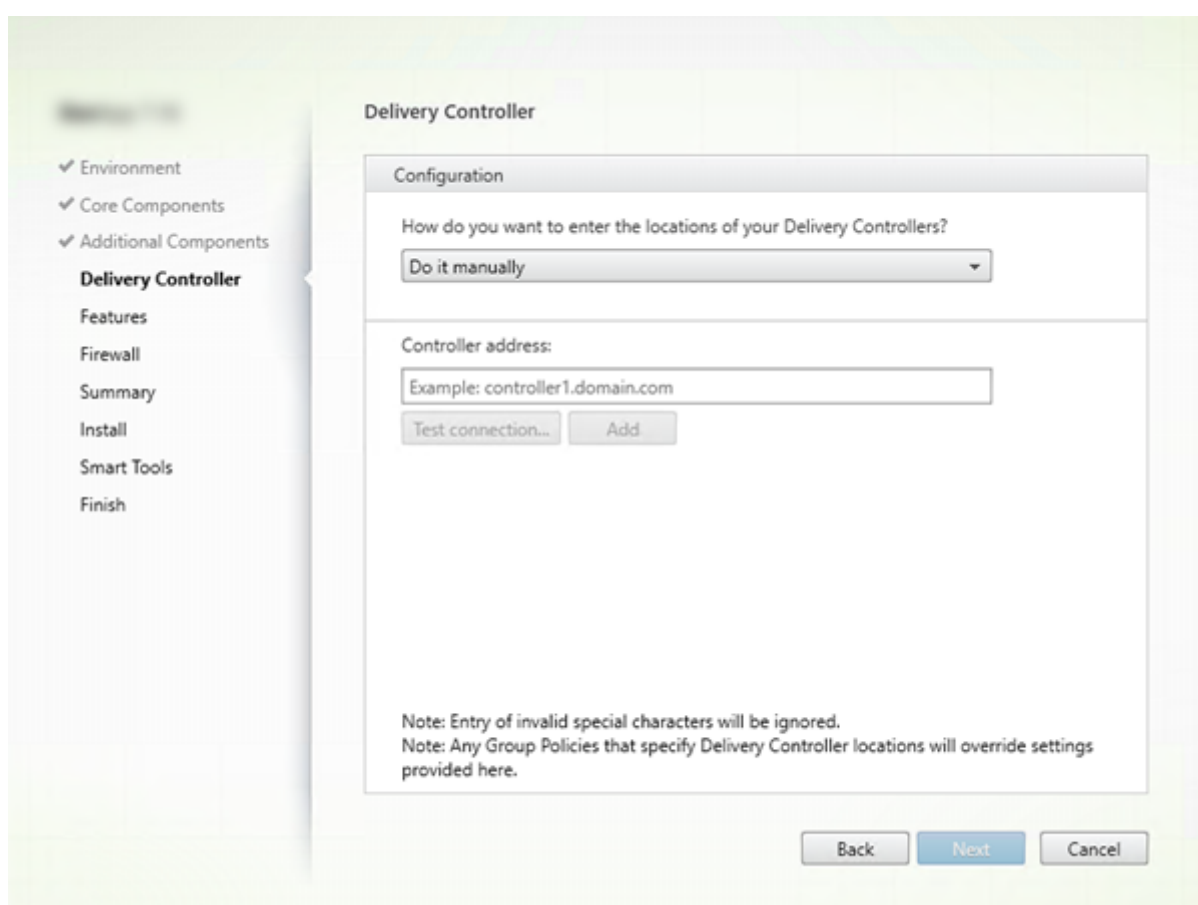 Delivery Controller
Environment
Core Components
Additional Components
Delivery Controller
Features
Firewall
Summary
Install
Smart Tools
Finish
Configuration
How do you want to enter the locations of your Delivery Controllers?
Do it manually
Controller address:
Example: controller1.domain.com
Test connection... Add
Note: Entry of invalid special characters will be ignored.
Note: Any Group Policies that specify Delivery Controller locations will override settings
provided here.
Back Next Cancel